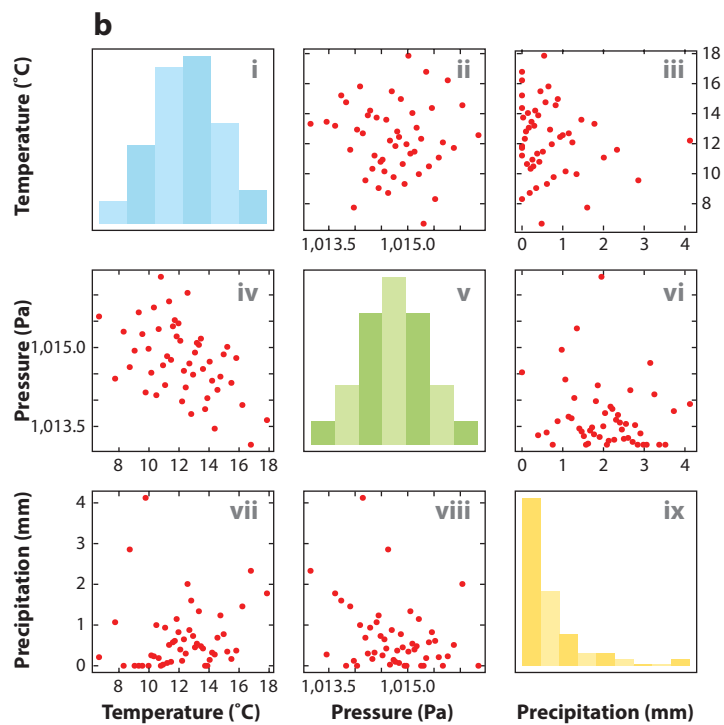 b
Temperature (˚C)
i
ii
iii
18
16
14
12
10
8
1,013.5
1,015.0
0
1
2
3
4
Pressure (Pa)
1,015.0
1,013.5
iv
v
vi
8
10
12
14
16
18
0
1
2
3
4
Precipitation (mm)
4
3
2
1
0
vii
viii
ix
8
10
12
14
16
18
1,013.5
1,015.0
Temperature (˚C)
Pressure (Pa)
Precipitation (mm)